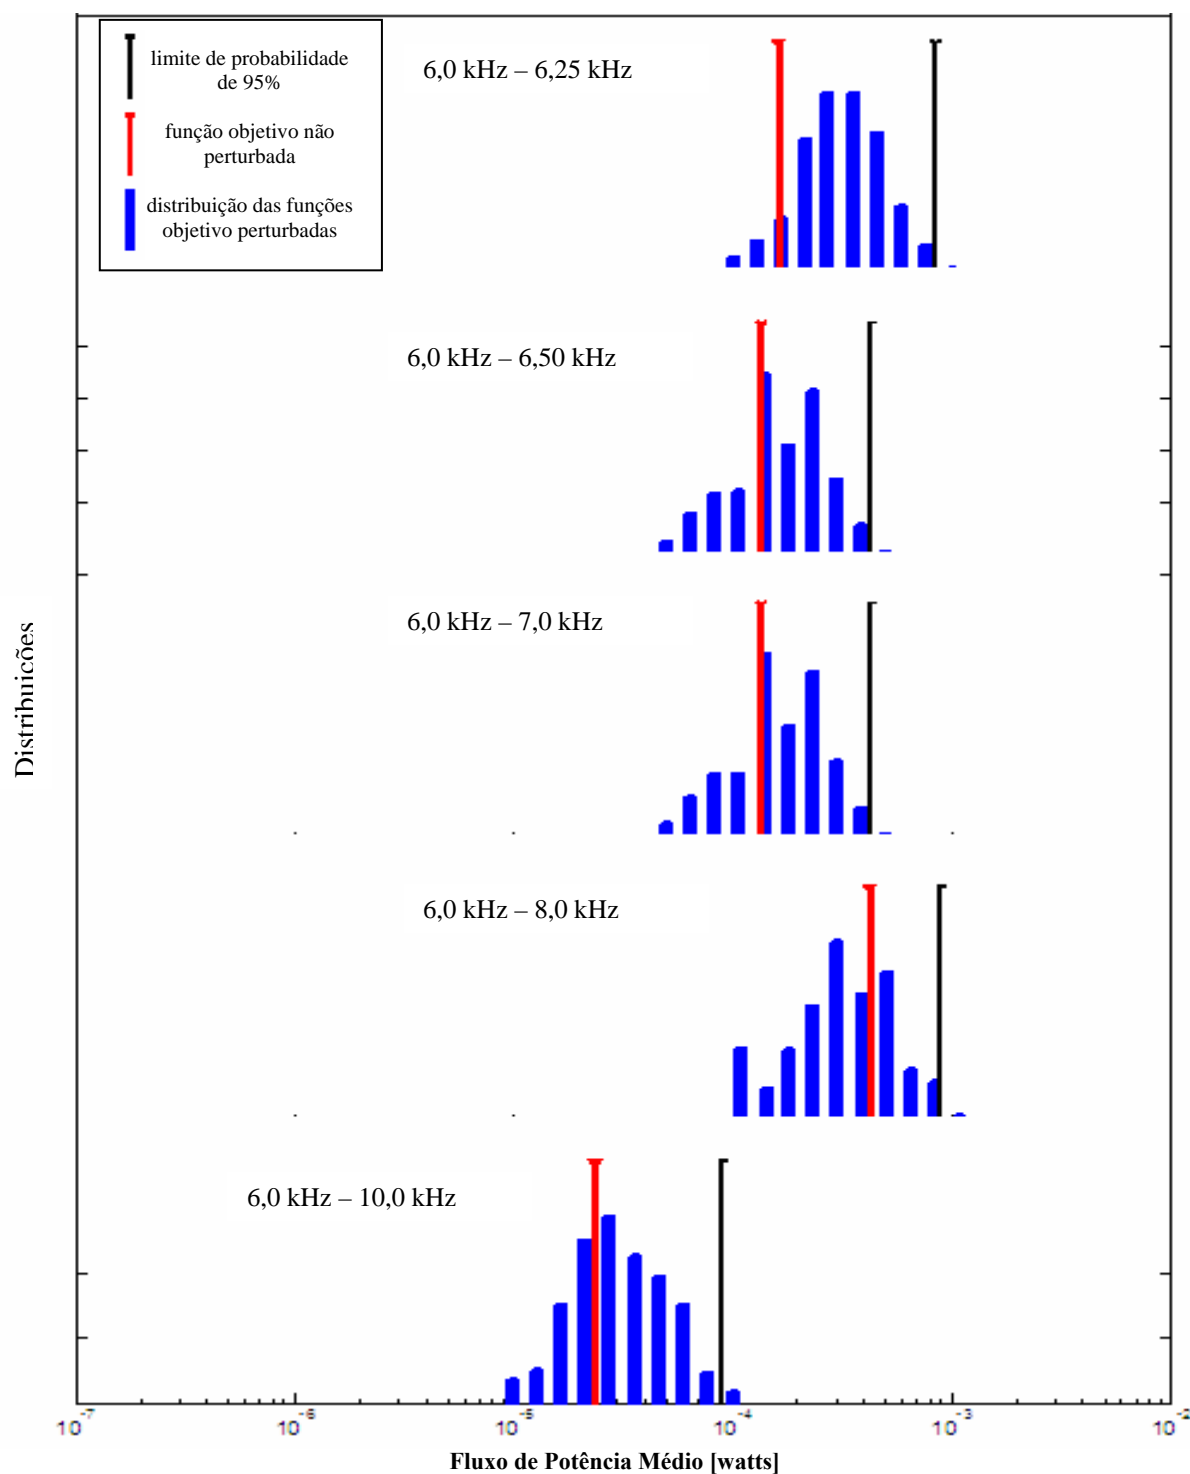 limite de probabilidade
de 95%
função objetivo não
perturbada
distribuição das funções
objetivo perturbadas
6,0 kHz – 6,25 kHz
6,0 kHz – 6,50 kHz
6,0 kHz – 7,0 kHz
6,0 kHz – 8,0 kHz
6,0 kHz – 10,0 kHz
Distribuições
10^-7 10^-6 10^-5 10^-4 10^-3 10^-2
Fluxo de Potência Médio [watts]